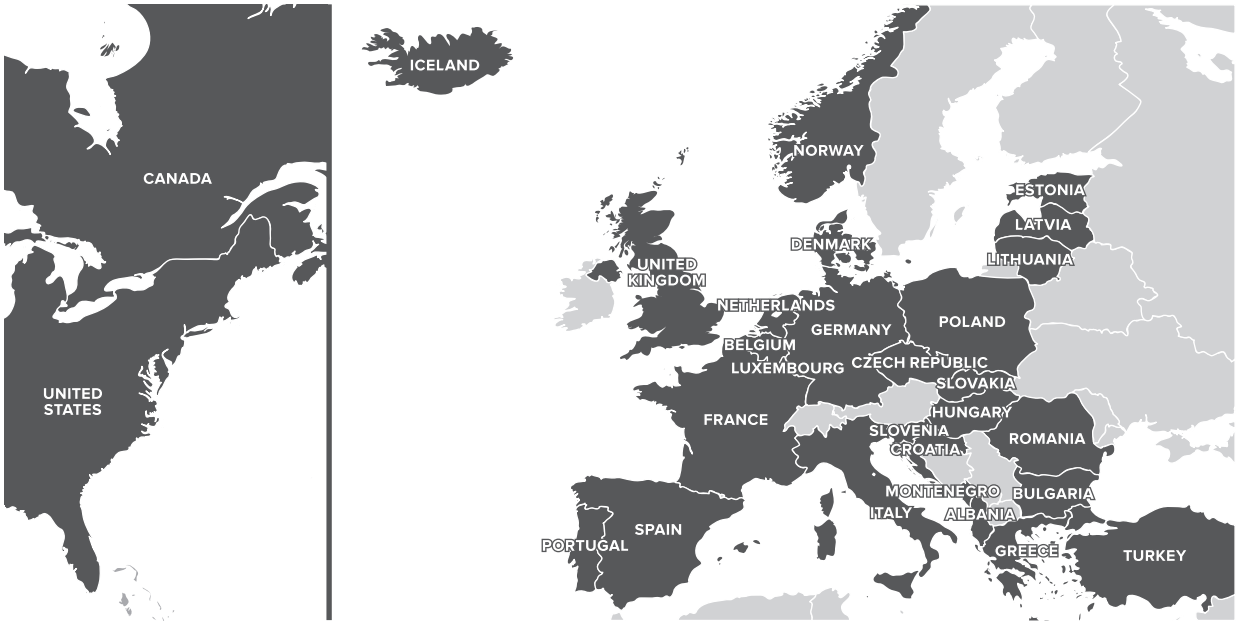 ICELAND
CANADA
NORWAY
ESTONIA
LATVIA
DENMARK
LITHUANIA
UNITED
KINGDOM
NETHERLANDS
POLAND
GERMANY
BELGIUM
CZECH REPUBLIC
LUXEMBOURG
SLOVAKIA
UNITED
STATES
HUNGARY
FRANCE
SLOVENIA
ROMANIA
CROATIA
MONTENEGRO
BULGARIA
ITALY
ALBANIA
SPAIN
PORTUGAL
GREECE
TURKEY